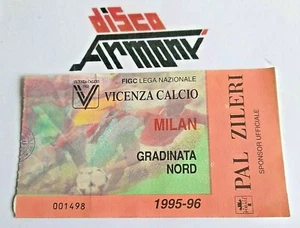 disco
Armony
FIGC LEGA NAZIONALE
VICENZA CALCIO
MILAN
GRADINATA
NORD
001498
1995-96
PAL ZILERI
SPONSOR UFFICIALE